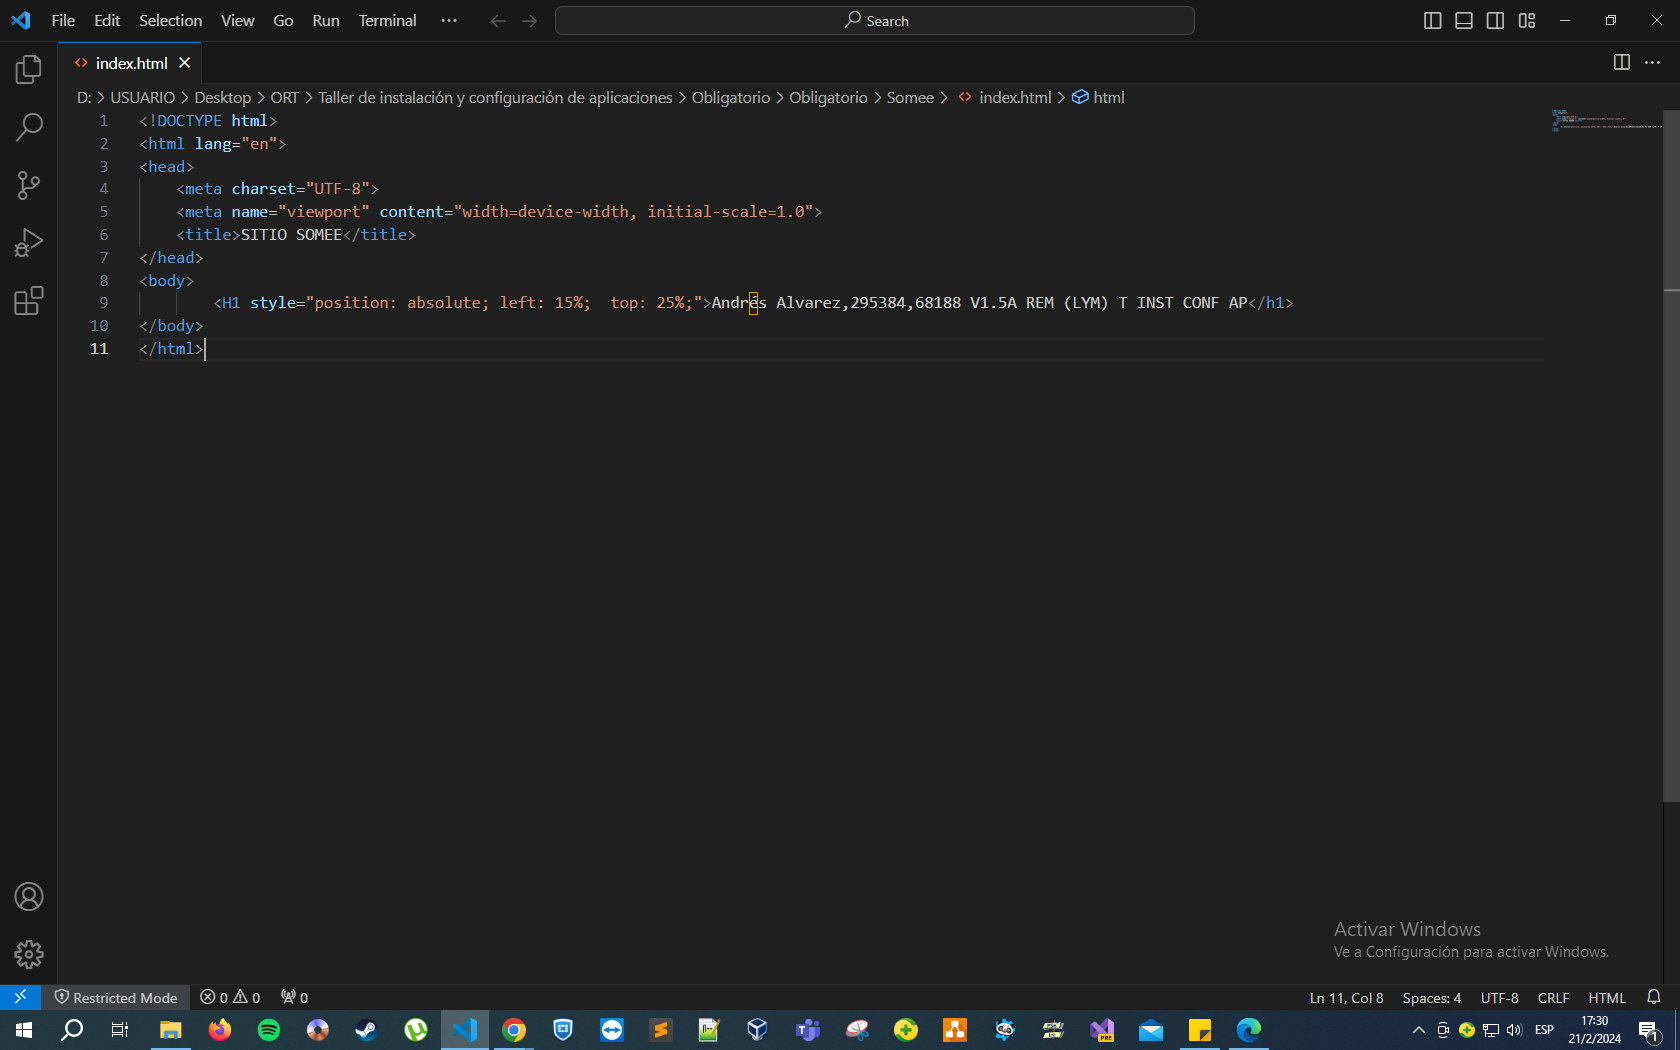 File Edit Selection View Go Run Terminal ··· Search
index.html
D: > USUARIO > Desktop > ORT > Taller de instalación y configuración de aplicaciones > Obligatorio > Obligatorio > Somee > index.html > html
1 <!DOCTYPE html>
2 <html lang="en">
3 <head>
4 <meta charset="UTF-8">
5 <meta name="viewport" content="width=device-width, initial-scale=1.0">
6 <title>SITIO SOMEE</title>
7 </head>
8 <body>
9 <H1 style="position: absolute; left: 15%;  top: 25%;">Andrés Alvarez,295384,68188 V1.5A REM (LYM) T INST CONF AP</h1>
10 </body>
11 </html>
Activar Windows
Ve a Configuración para activar Windows.
Restricted Mode 0 0 0 Ln 11, Col 8 Spaces: 4 UTF-8 CRLF HTML
ESP 17:30
21/2/2024 1